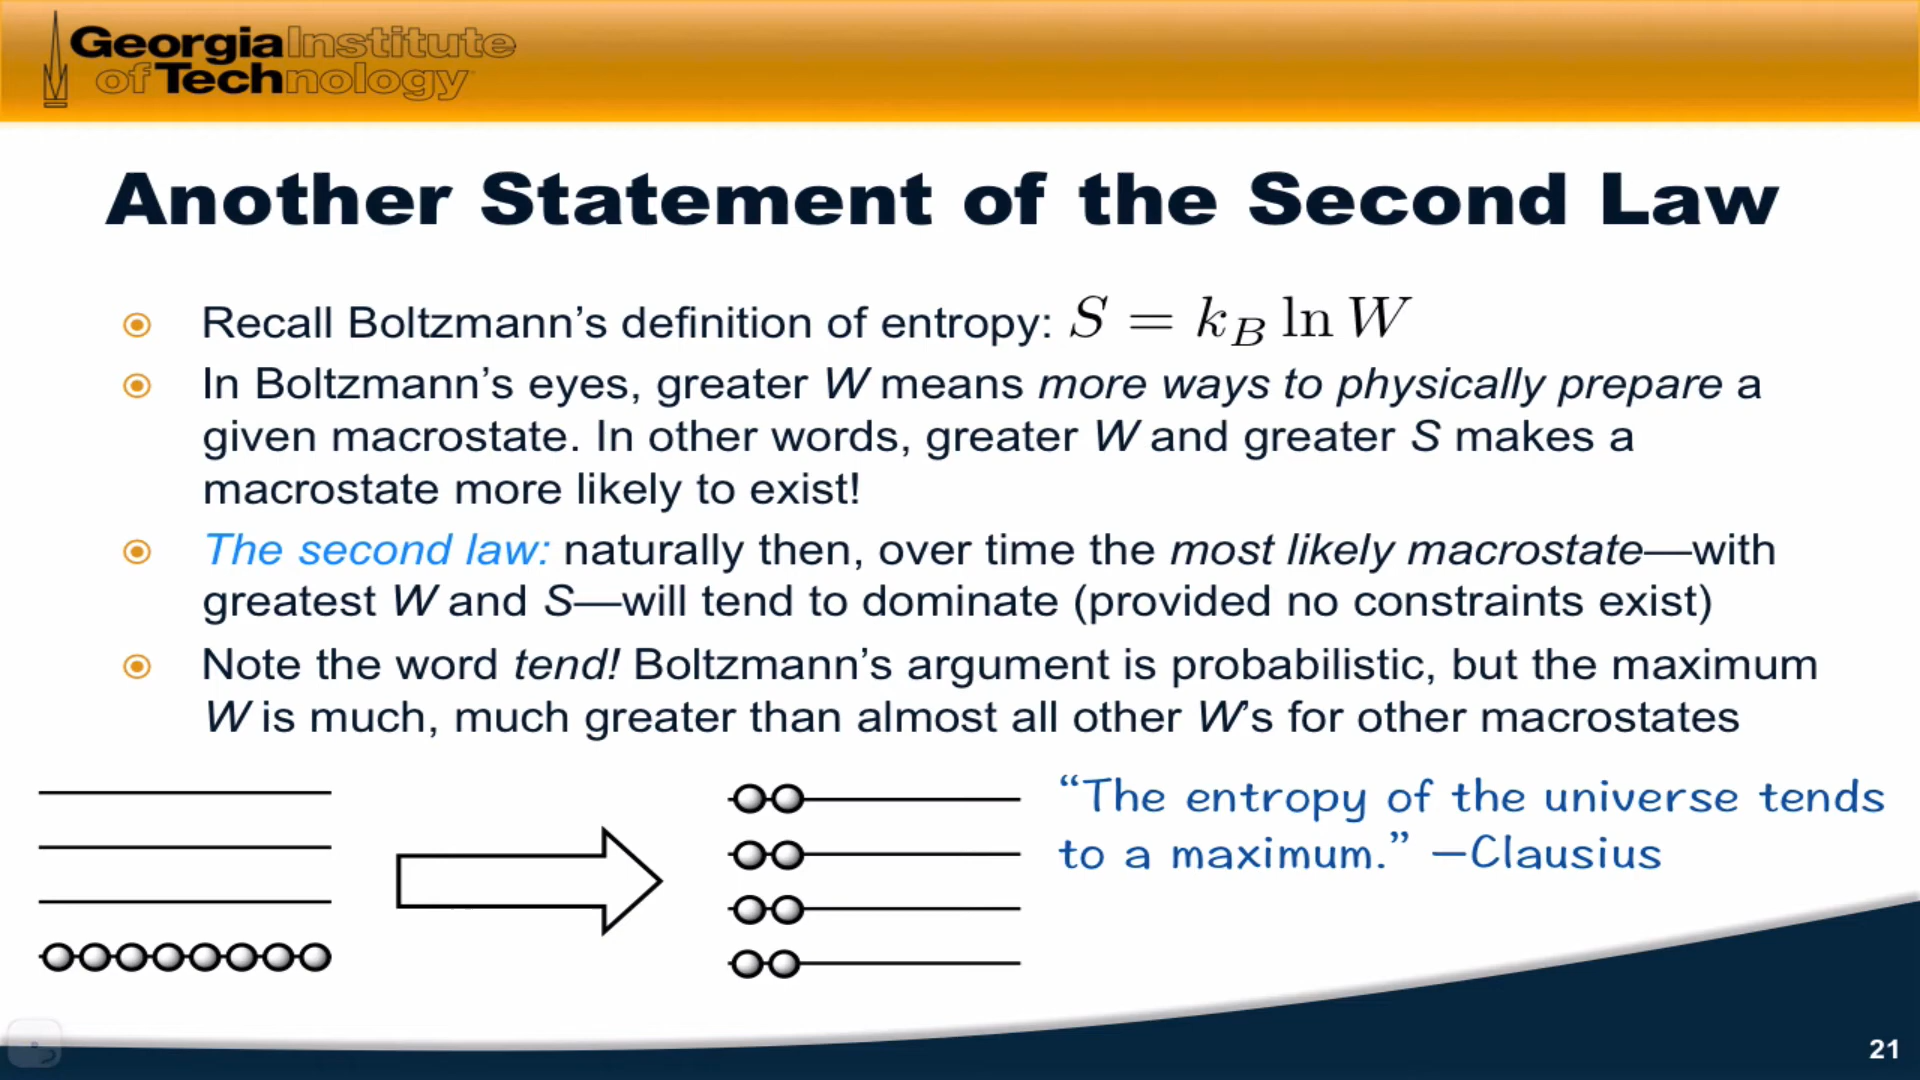 Georgia Institute
of Technology
Another Statement of the Second Law
Recall Boltzmann’s definition of entropy: S = k_B ln W
In Boltzmann’s eyes, greater W means more ways to physically prepare a
given macrostate. In other words, greater W and greater S makes a
macrostate more likely to exist!
The second law: naturally then, over time the most likely macrostate—with
greatest W and S—will tend to dominate (provided no constraints exist)
Note the word tend! Boltzmann’s argument is probabilistic, but the maximum
W is much, much greater than almost all other W’s for other macrostates
“The entropy of the universe tends
to a maximum.” —Clausius
21